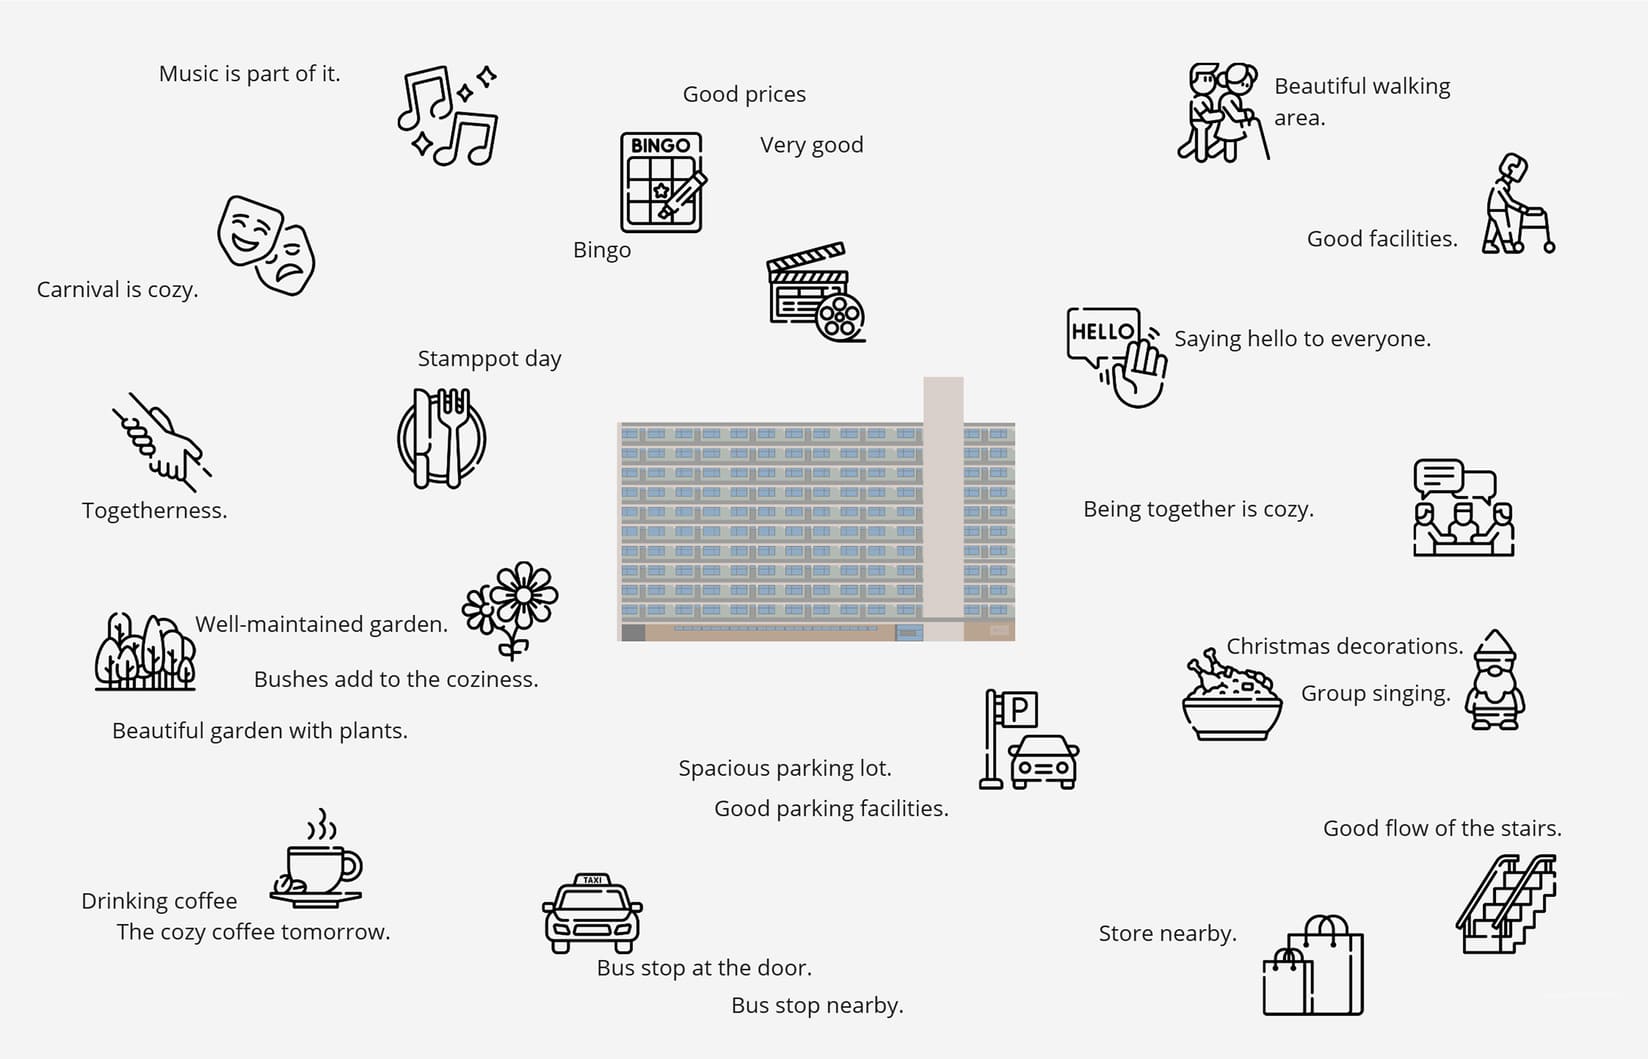 Music is part of it.
Good prices
Very good
BINGO
Bingo
Beautiful walking
area.
Good facilities.
Carnival is cozy.
HELLO
Saying hello to everyone.
Stamppot day
Togetherness.
Being together is cozy.
Well-maintained garden.
Bushes add to the coziness.
Beautiful garden with plants.
Christmas decorations.
Group singing.
P
Spacious parking lot.
Good parking facilities.
Good flow of the stairs.
Drinking coffee
The cozy coffee tomorrow.
TAXI
Bus stop at the door.
Bus stop nearby.
Store nearby.